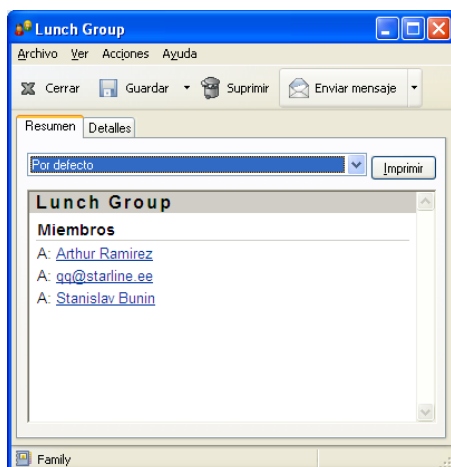 Lunch Group
Archivo Ver Acciones Ayuda
Cerrar Guardar Suprimir Enviar mensaje
Resumen Detalles
Por defecto Imprimir
Lunch Group
Miembros
A: Arthur Ramirez
A: qq@starline.ee
A: Stanislav Bunin
Family